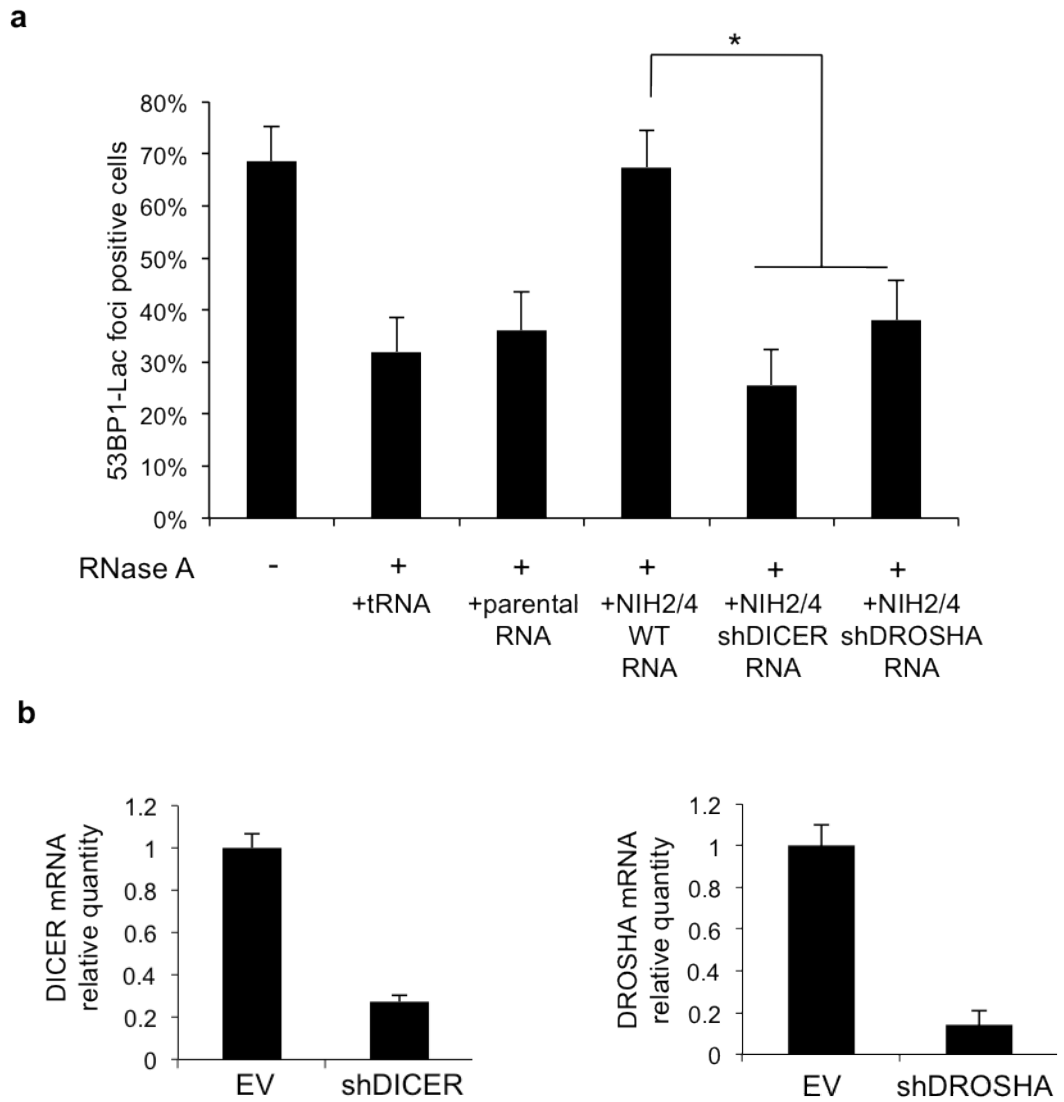 a
*
53BP1-Lac foci positive cells
80%
70%
60%
50%
40%
30%
20%
10%
0%
RNase A - + + + + +
+tRNA +parental +NIH2/4 +NIH2/4 +NIH2/4
RNA WT shDICER shDROSHA
RNA RNA RNA
b
DICER mRNA
relative quantity
1.2
1
0.8
0.6
0.4
0.2
0
EV shDICER
DROSHA mRNA
relative quantity
1.2
1
0.8
0.6
0.4
0.2
0
EV shDROSHA